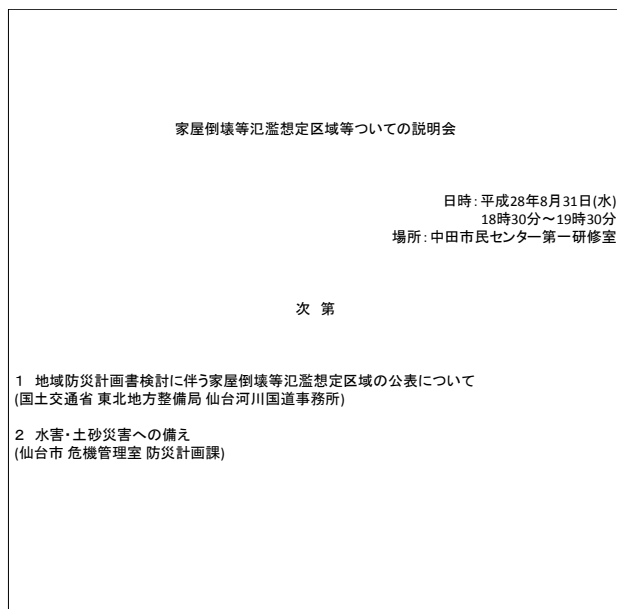 家屋倒壊等氾濫想定区域等ついての説明会
日時：平成28年8月31日(水)
18時30分～19時30分
場所：中田市民センター第一研修室
次 第
１ 地域防災計画書検討に伴う家屋倒壊等氾濫想定区域の公表について
(国土交通省 東北地方整備局 仙台河川国道事務所)
２ 水害・土砂災害への備え
(仙台市 危機管理室 防災計画課)